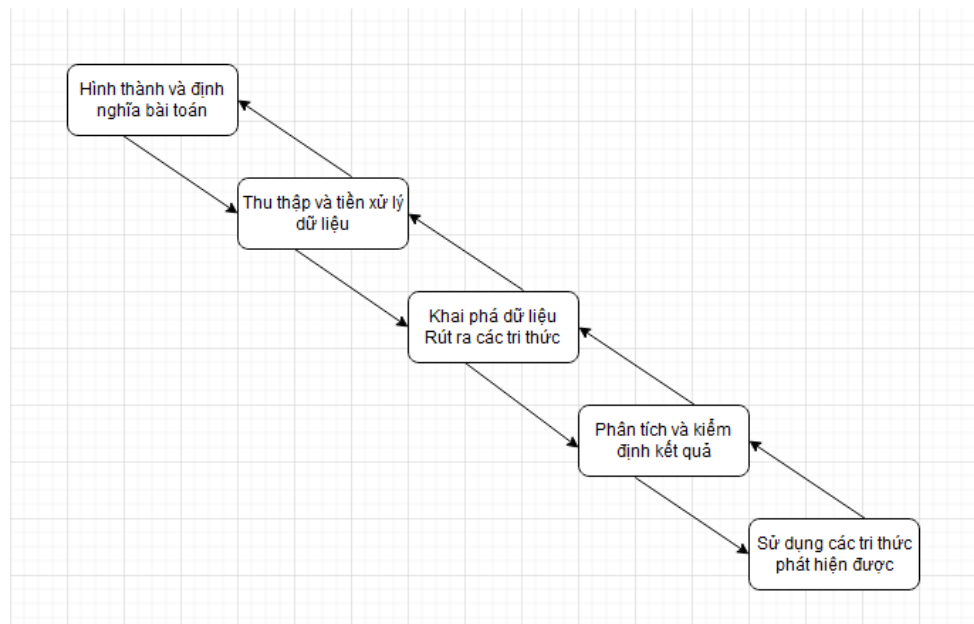 Hình thành và định
nghĩa bài toán
Thu thập và tiền xử lý
dữ liệu
Khai phá dữ liệu
Rút ra các tri thức
Phân tích và kiểm
định kết quả
Sử dụng các tri thức
phát hiện được